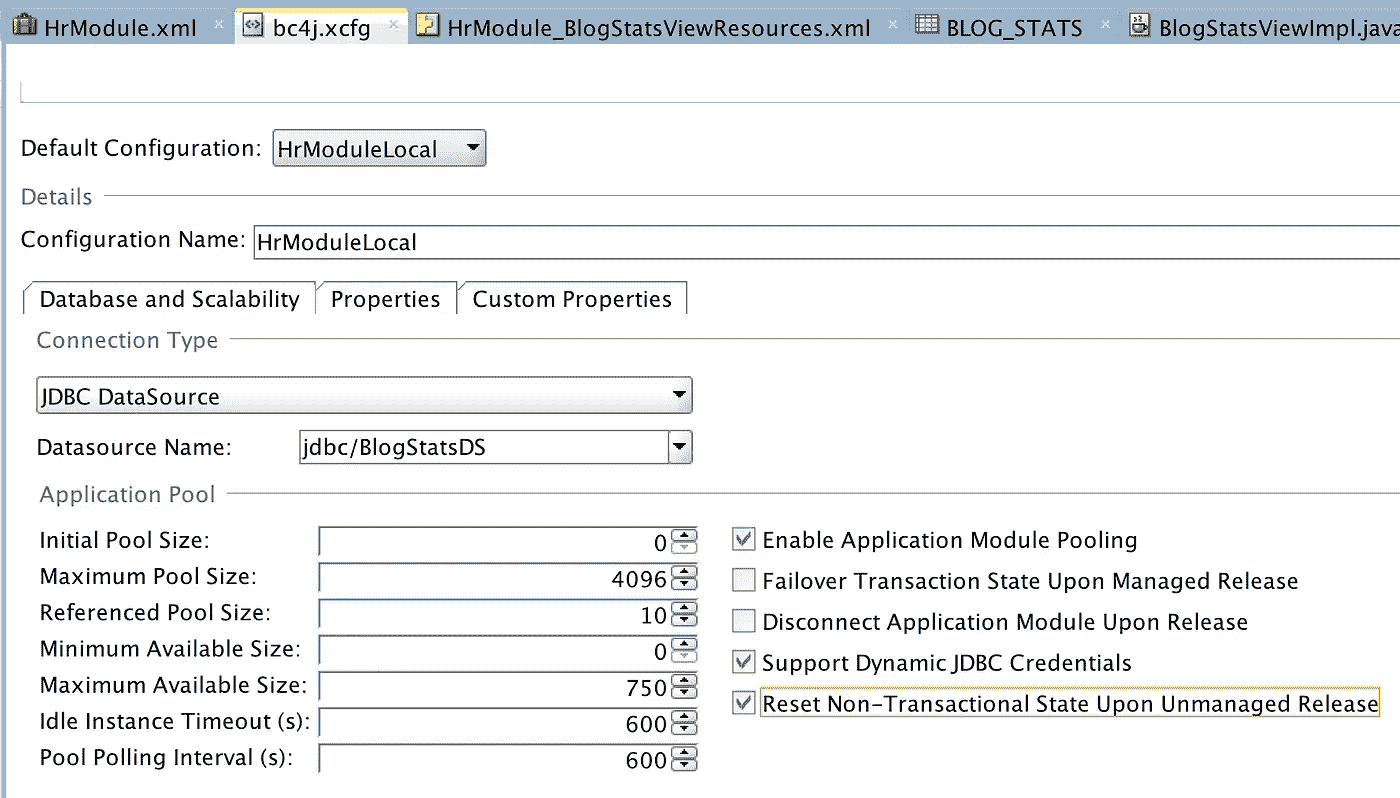 HrModule.xml bc4j.xcfg HrModule_BlogStatsViewResources.xml BLOG_STATS BlogStatsViewImpl.java
Default Configuration: HrModuleLocal
Details
Configuration Name: HrModuleLocal
Database and Scalability Properties Custom Properties
Connection Type
JDBC DataSource
Datasource Name: jdbc/BlogStatsDS
Application Pool
Initial Pool Size: 0 Enable Application Module Pooling
Maximum Pool Size: 4096 Failover Transaction State Upon Managed Release
Referenced Pool Size: 10 Disconnect Application Module Upon Release
Minimum Available Size: 0 Support Dynamic JDBC Credentials
Maximum Available Size: 750 Reset Non-Transactional State Upon Unmanaged Release
Idle Instance Timeout (s): 600
Pool Polling Interval (s): 600